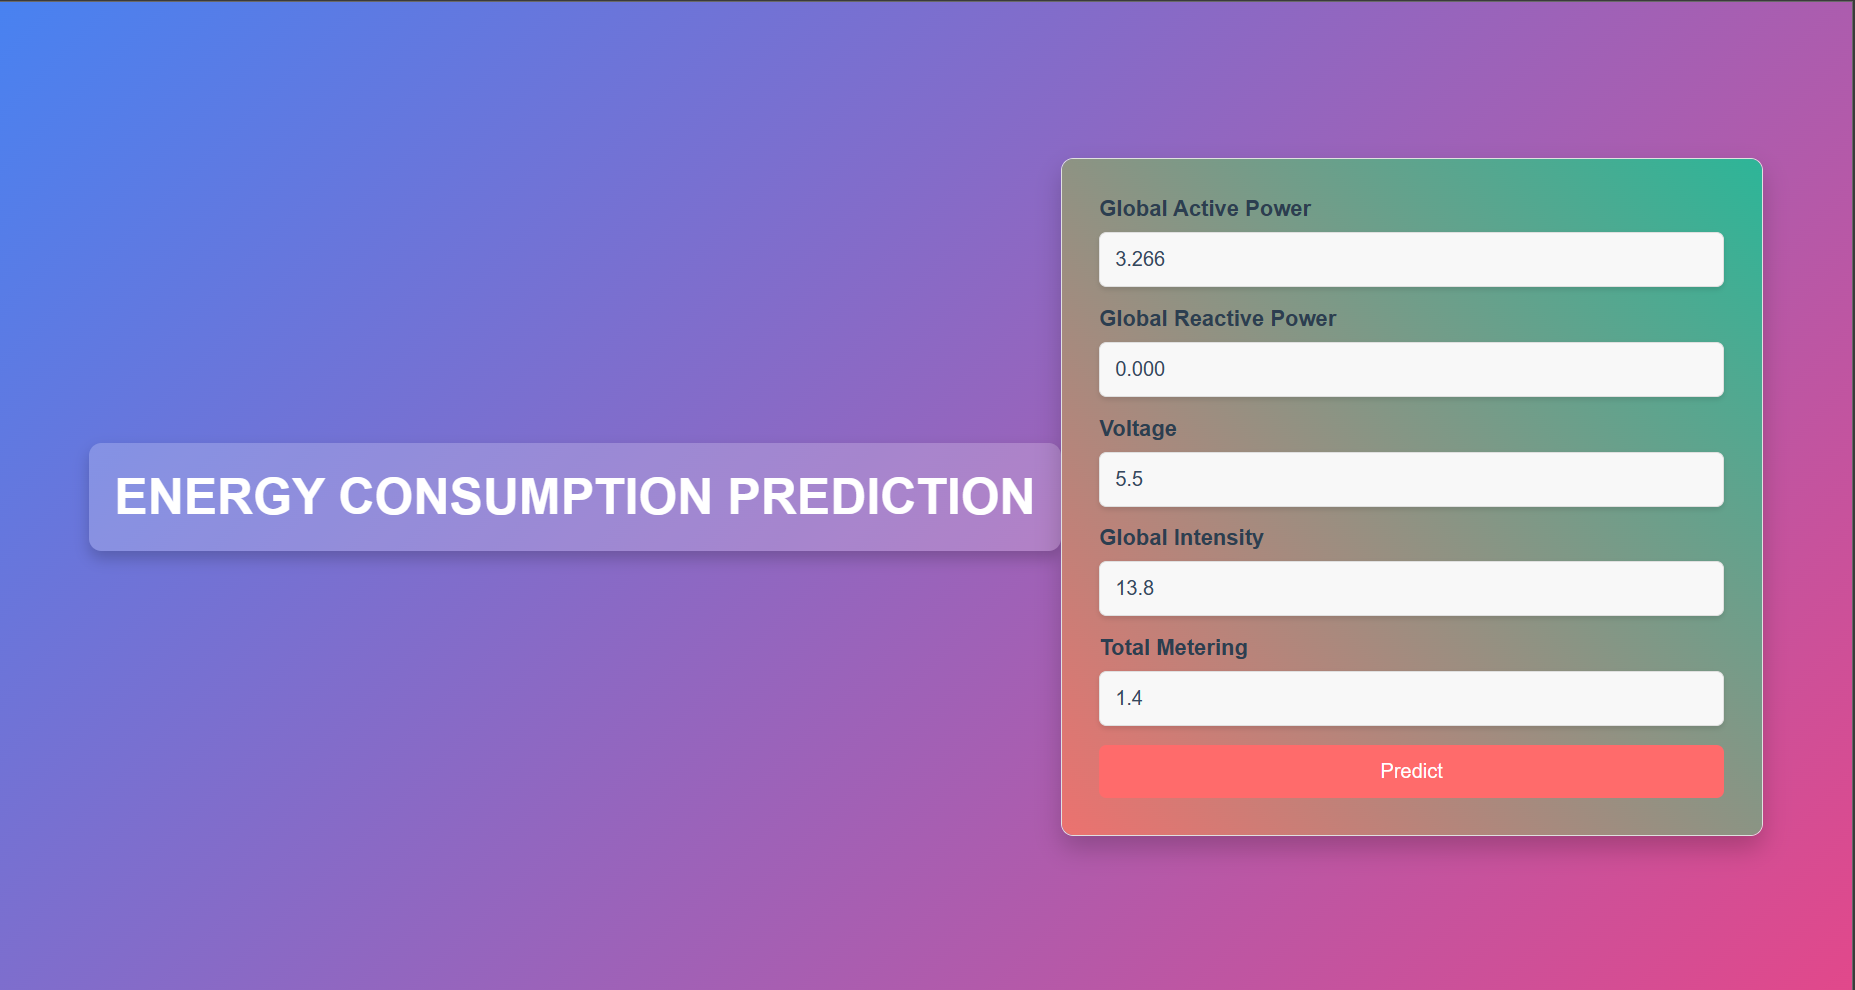 ENERGY CONSUMPTION PREDICTION
Global Active Power
3.266
Global Reactive Power
0.000
Voltage
5.5
Global Intensity
13.8
Total Metering
1.4
Predict